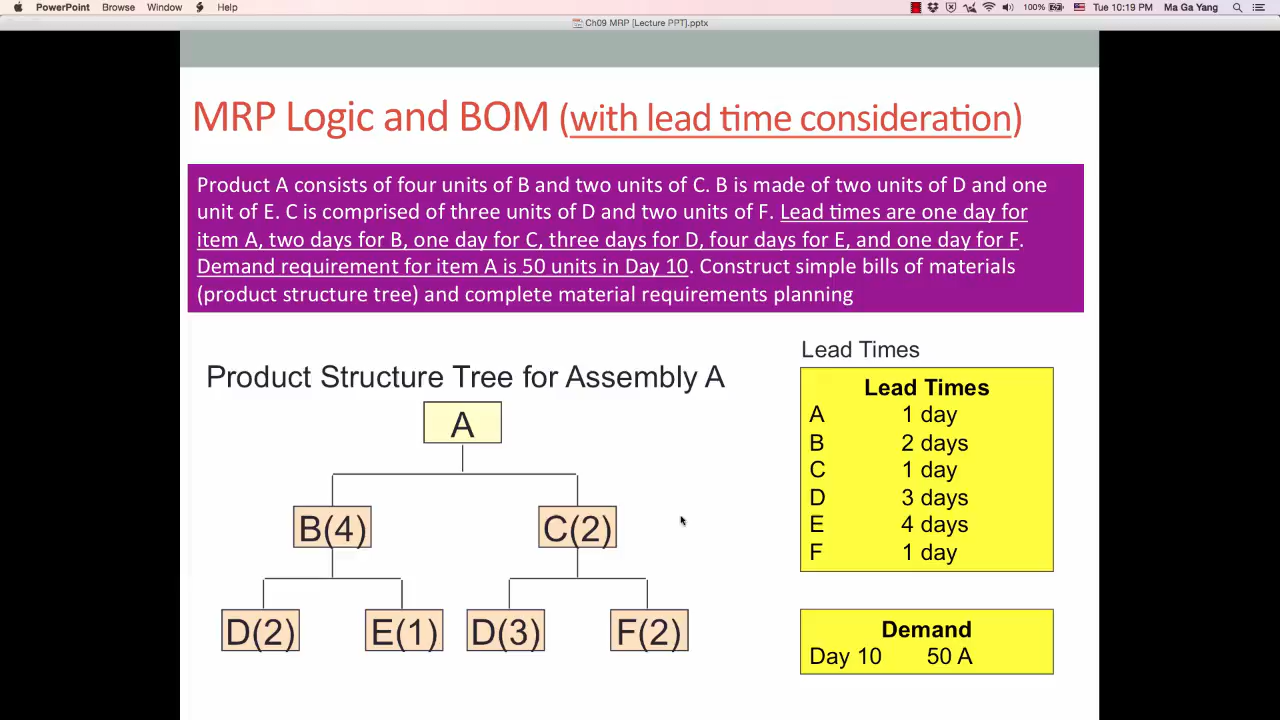 PowerPoint Browse Window Help 100% Tue 10:19 PM Ma Ga Yang
Ch09 MRP [Lecture PPT].pptx
MRP Logic and BOM (with lead time consideration)
Product A consists of four units of B and two units of C. B is made of two units of D and one
unit of E. C is comprised of three units of D and two units of F. Lead times are one day for
item A, two days for B, one day for C, three days for D, four days for E, and one day for F.
Demand requirement for item A is 50 units in Day 10. Construct simple bills of materials
(product structure tree) and complete material requirements planning
Product Structure Tree for Assembly A
A
B(4) C(2)
D(2) E(1) D(3) F(2)
Lead Times
Lead Times
A 1 day
B 2 days
C 1 day
D 3 days
E 4 days
F 1 day
Demand
Day 10 50 A